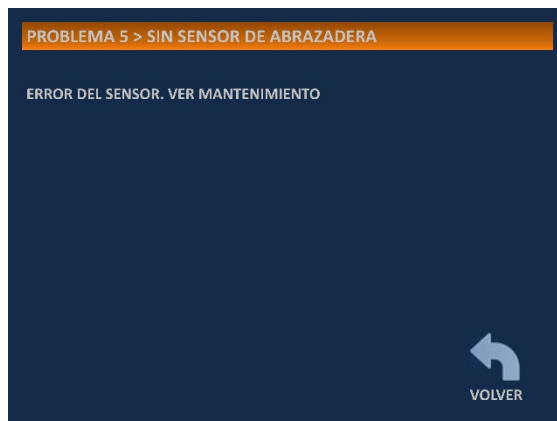 PROBLEMA 5 > SIN SENSOR DE ABRAZADERA
ERROR DEL SENSOR. VER MANTENIMIENTO
VOLVER